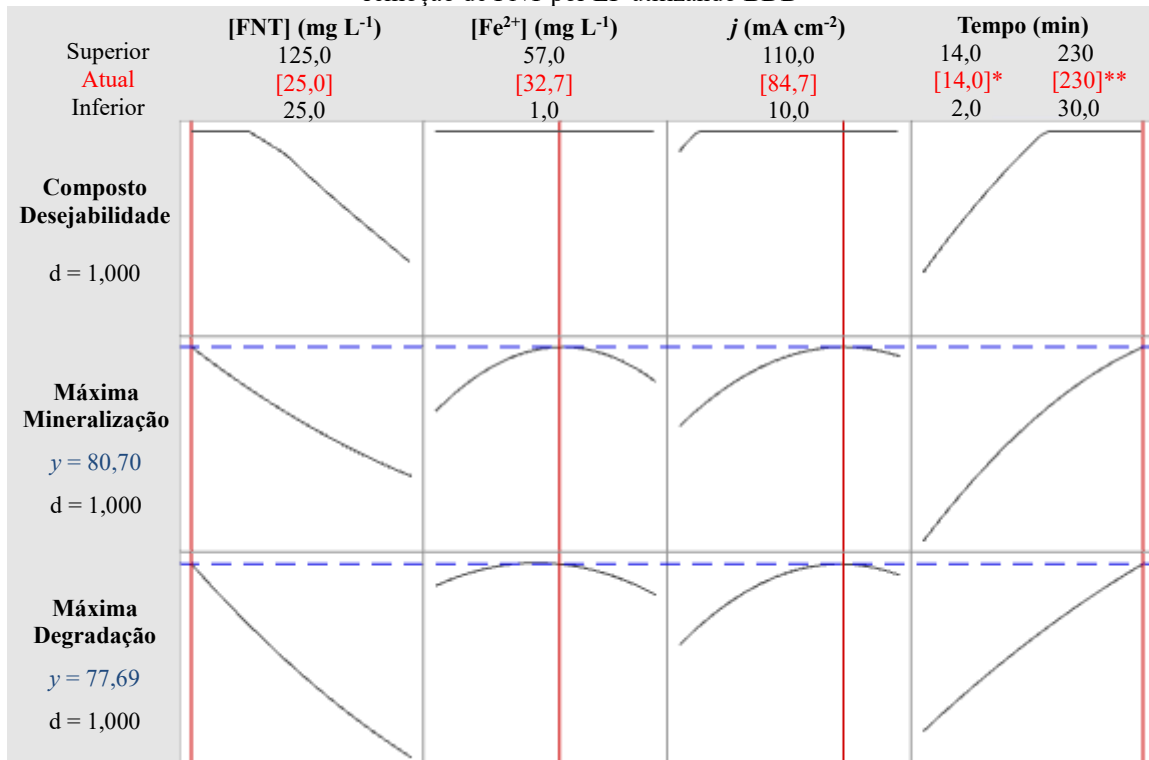 [FNT] (mg L⁻¹) [Fe²⁺] (mg L⁻¹) j (mA cm⁻²) Tempo (min)
Superior 125,0 57,0 110,0 14,0 230
Atual [25,0] [32,7] [84,7] [14,0]* [230]**
Inferior 25,0 1,0 10,0 2,0 30,0
Composto
Desejabilidade
d = 1,000
Máxima
Mineralização
y = 80,70
d = 1,000
Máxima
Degradação
y = 77,69
d = 1,000